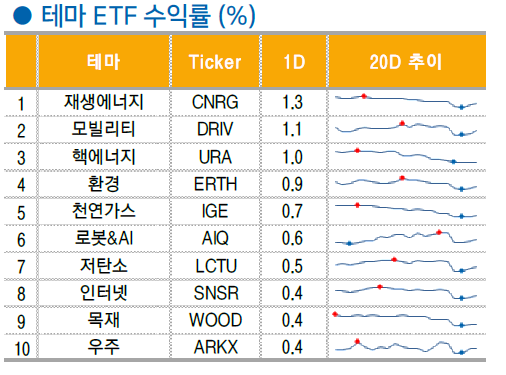 ● 테마 ETF 수익률 (%)
테마 Ticker 1D 20D 추이
1 재생에너지 CNRG 1.3
2 모빌리티 DRIV 1.1
3 핵에너지 URA 1.0
4 환경 ERTH 0.9
5 천연가스 IGE 0.7
6 로봇&AI AIQ 0.6
7 저탄소 LCTU 0.5
8 인터넷 SNSR 0.4
9 목재 WOOD 0.4
10 우주 ARKX 0.4